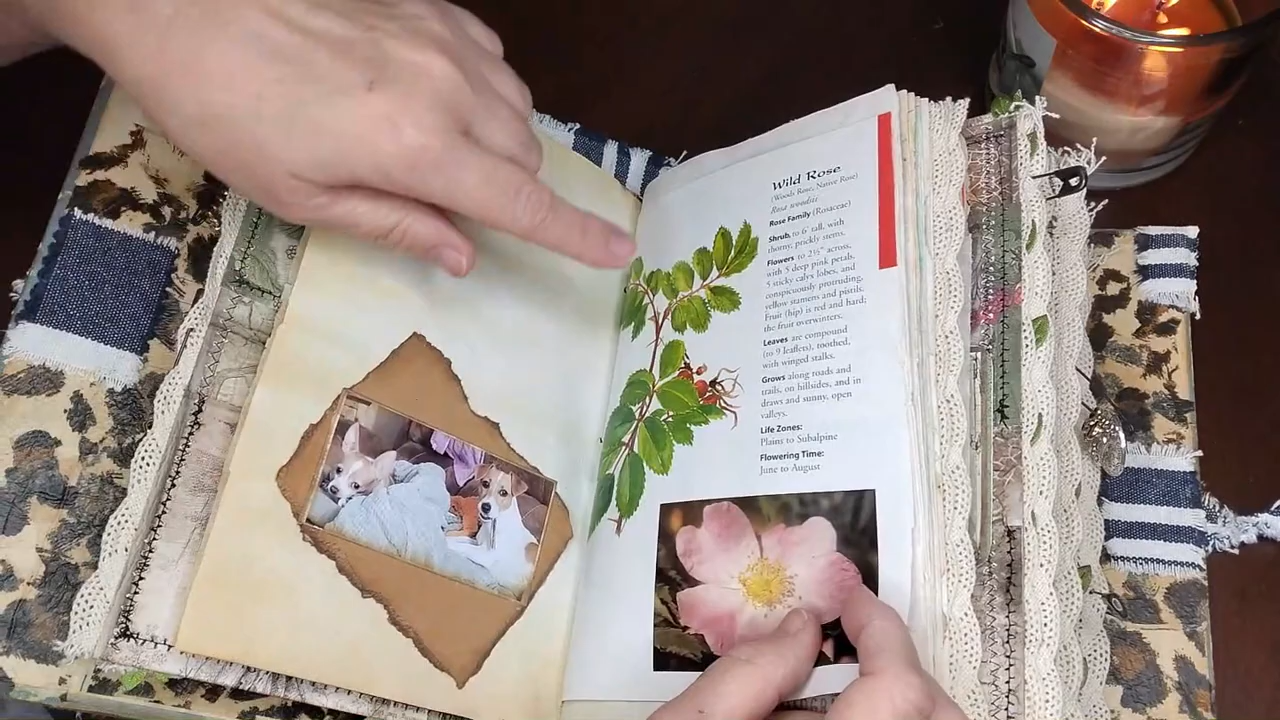 Wild Rose
(Woods Rose, Native Rose)
Rosa woodsii
Rose Family (Rosaceae)
Shrub, to 6' tall, with
thorny, prickly stems.
Flowers to 2½" across,
with 5 deep pink petals,
5 sticky calyx lobes, and
conspicuously protruding,
yellow stamens and pistils.
Fruit (hip) is red and hard;
the fruit overwinters.
Leaves are compound
(to 9 leaflets), toothed,
with winged stalks.
Grows along roads and
trails, on hillsides, and in
draws and sunny, open
valleys.
Life Zones:
Plains to Subalpine
Flowering Time:
June to August